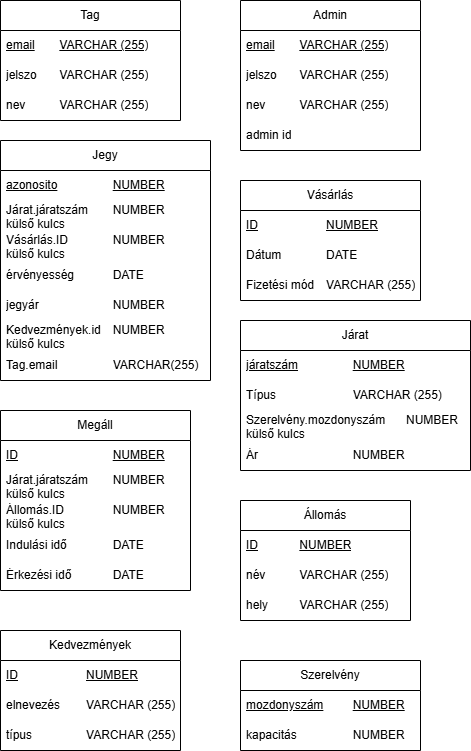 Tag
email VARCHAR (255)
jelszo VARCHAR (255)
nev VARCHAR (255)
Admin
email VARCHAR (255)
jelszo VARCHAR (255)
nev VARCHAR (255)
admin id
Jegy
azonosito NUMBER
Járat.járatszám NUMBER
külső kulcs
Vásárlás.ID NUMBER
külső kulcs
érvényesség DATE
jegyár NUMBER
Kedvezmények.id NUMBER
külső kulcs
Tag.email VARCHAR(255)
Vásárlás
ID NUMBER
Dátum DATE
Fizetési mód VARCHAR (255)
Járat
járatszám NUMBER
Típus VARCHAR (255)
Szerelvény.mozdonyszám NUMBER
külső kulcs
Ár NUMBER
Megáll
ID NUMBER
Járat.járatszám NUMBER
külső kulcs
Állomás.ID NUMBER
külső kulcs
Indulási idő DATE
Érkezési idő DATE
Állomás
ID NUMBER
név VARCHAR (255)
hely VARCHAR (255)
Kedvezmények
ID NUMBER
elnevezés VARCHAR (255)
típus VARCHAR (255)
Szerelvény
mozdonyszám NUMBER
kapacitás NUMBER